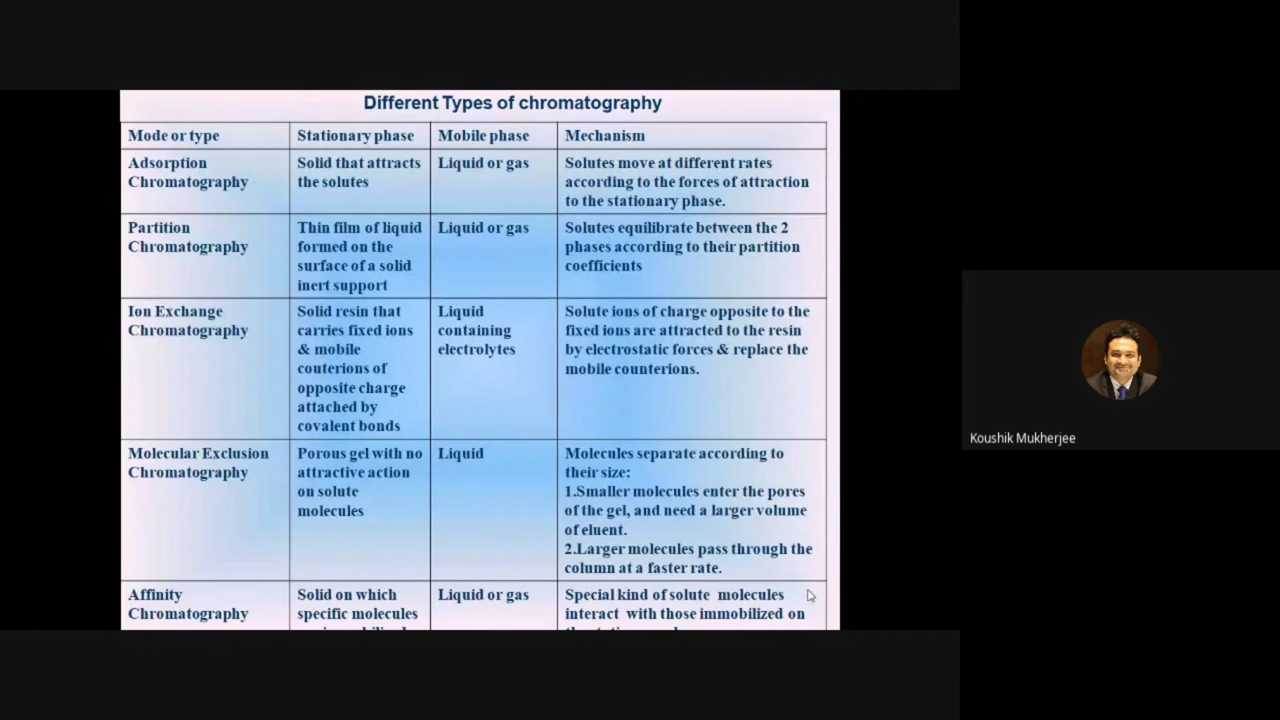 Different Types of chromatography
Mode or type
Stationary phase
Mobile phase
Mechanism
Adsorption
Chromatography
Solid that attracts
the solutes
Liquid or gas
Solutes move at different rates
according to the forces of attraction
to the stationary phase.
Partition
Chromatography
Thin film of liquid
formed on the
surface of a solid
inert support
Liquid or gas
Solutes equilibrate between the 2
phases according to their partition
coefficients
Ion Exchange
Chromatography
Solid resin that
carries fixed ions
& mobile
couterions of
opposite charge
attached by
covalent bonds
Liquid
containing
electrolytes
Solute ions of charge opposite to the
fixed ions are attracted to the resin
by electrostatic forces & replace the
mobile counterions.
Molecular Exclusion
Chromatography
Porous gel with no
attractive action
on solute
molecules
Liquid
Molecules separate according to
their size:
1.Smaller molecules enter the pores
of the gel, and need a larger volume
of eluent.
2.Larger molecules pass through the
column at a faster rate.
Affinity
Chromatography
Solid on which
specific molecules
Liquid or gas
Special kind of solute molecules
interact with those immobilized on
Koushik Mukherjee